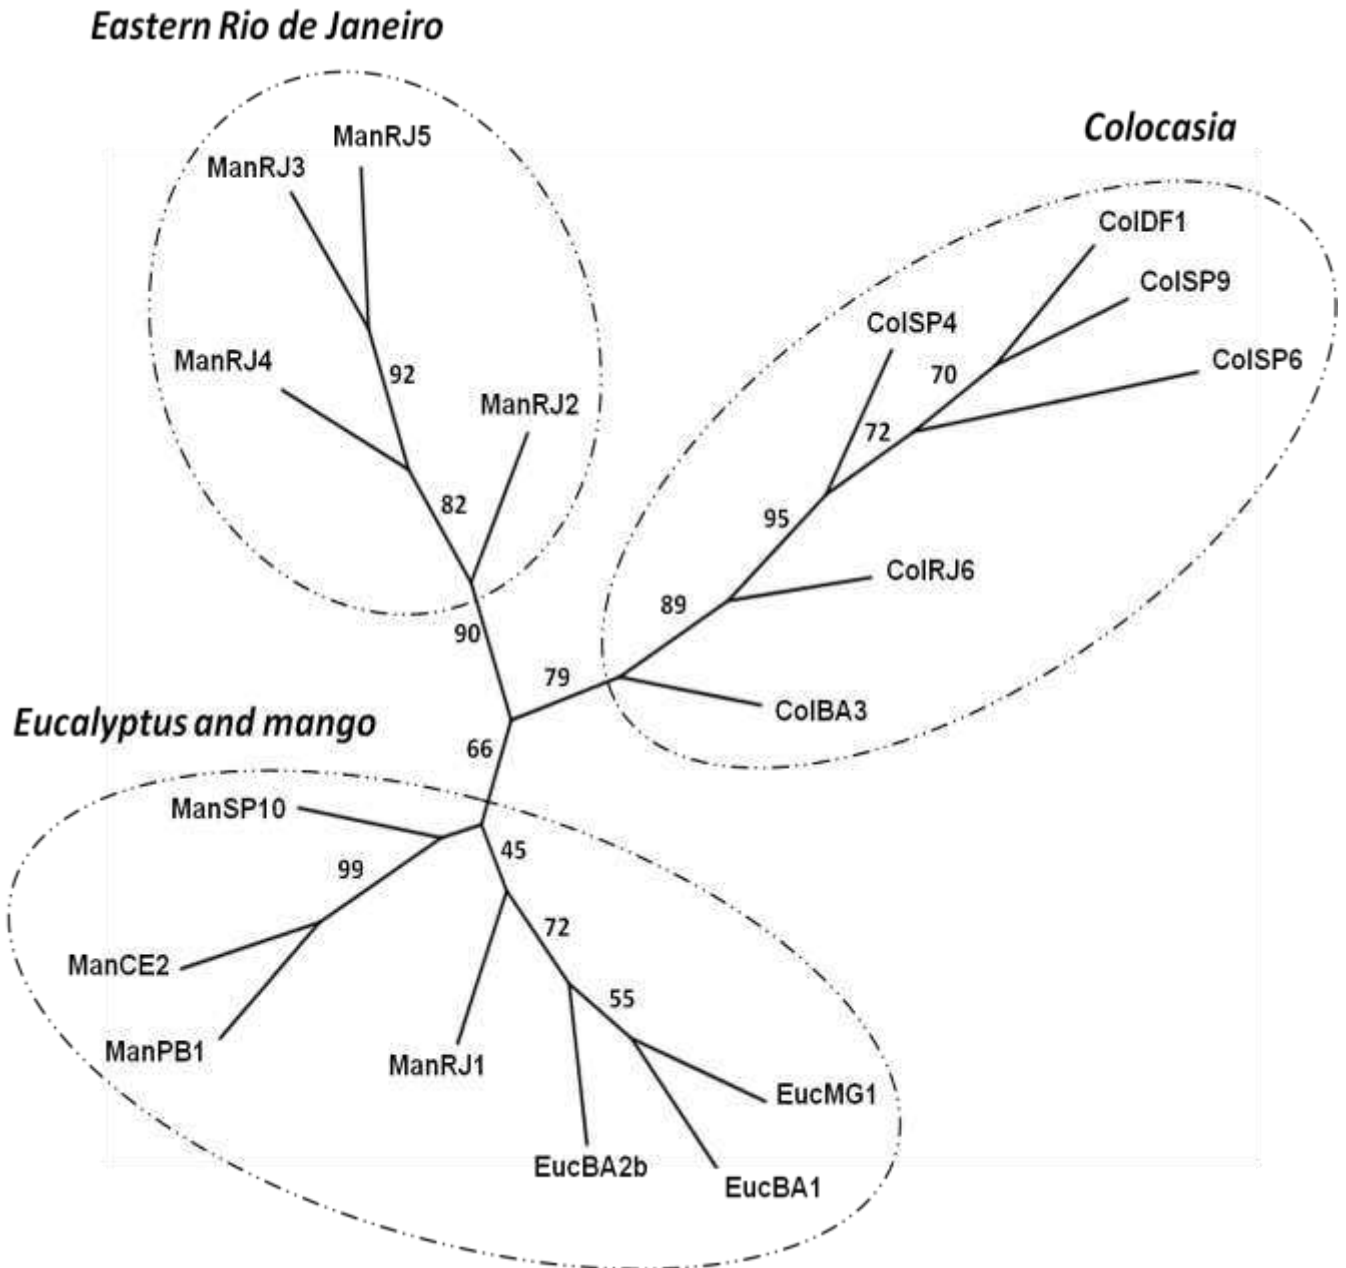 Eastern Rio de Janeiro
Colocasia
ManRJ5
ManRJ3
ColDF1
ColSP9
ColSP4
ColSP6
ManRJ4
92
70
ManRJ2
72
82
95
ColRJ6
89
90
79
ColBA3
Eucalyptus and mango
66
ManSP10
45
99
72
ManCE2
55
ManPB1
ManRJ1
EucMG1
EucBA2b
EucBA1